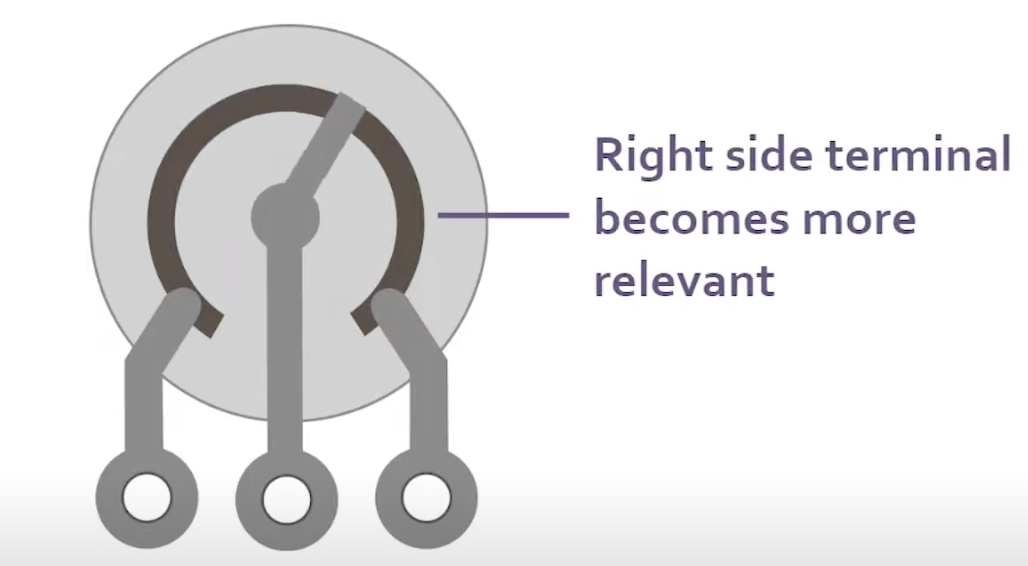 Right side terminal
becomes more
relevant